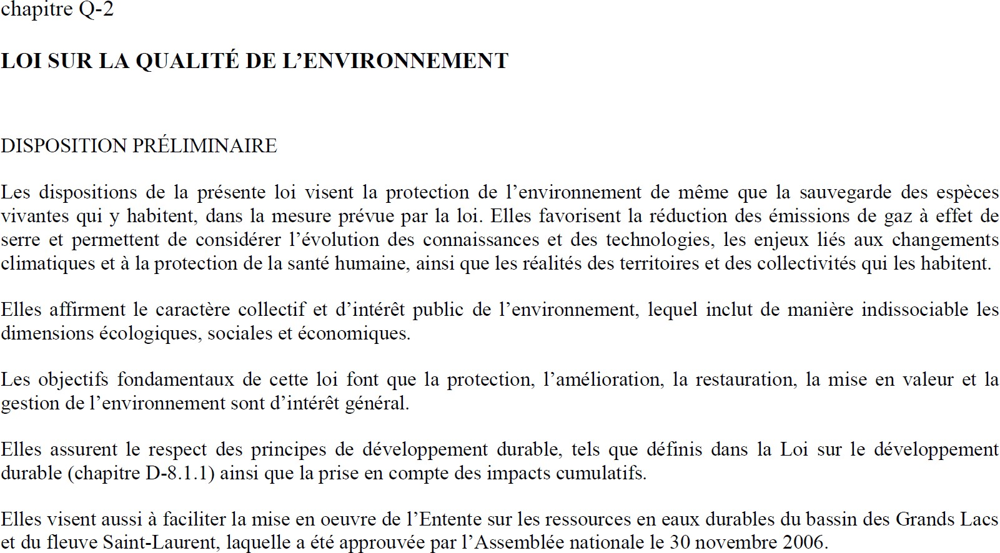 chapitre Q-2
LOI SUR LA QUALITÉ DE L’ENVIRONNEMENT
DISPOSITION PRÉLIMINAIRE
Les dispositions de la présente loi visent la protection de l’environnement de même que la sauvegarde des espèces
vivantes qui y habitent, dans la mesure prévue par la loi. Elles favorisent la réduction des émissions de gaz à effet de
serre et permettent de considérer l’évolution des connaissances et des technologies, les enjeux liés aux changements
climatiques et à la protection de la santé humaine, ainsi que les réalités des territoires et des collectivités qui les habitent.
Elles affirment le caractère collectif et d’intérêt public de l’environnement, lequel inclut de manière indissociable les
dimensions écologiques, sociales et économiques.
Les objectifs fondamentaux de cette loi font que la protection, l’amélioration, la restauration, la mise en valeur et la
gestion de l’environnement sont d’intérêt général.
Elles assurent le respect des principes de développement durable, tels que définis dans la Loi sur le développement
durable (chapitre D-8.1.1) ainsi que la prise en compte des impacts cumulatifs.
Elles visent aussi à faciliter la mise en oeuvre de l’Entente sur les ressources en eaux durables du bassin des Grands Lacs
et du fleuve Saint-Laurent, laquelle a été approuvée par l’Assemblée nationale le 30 novembre 2006.